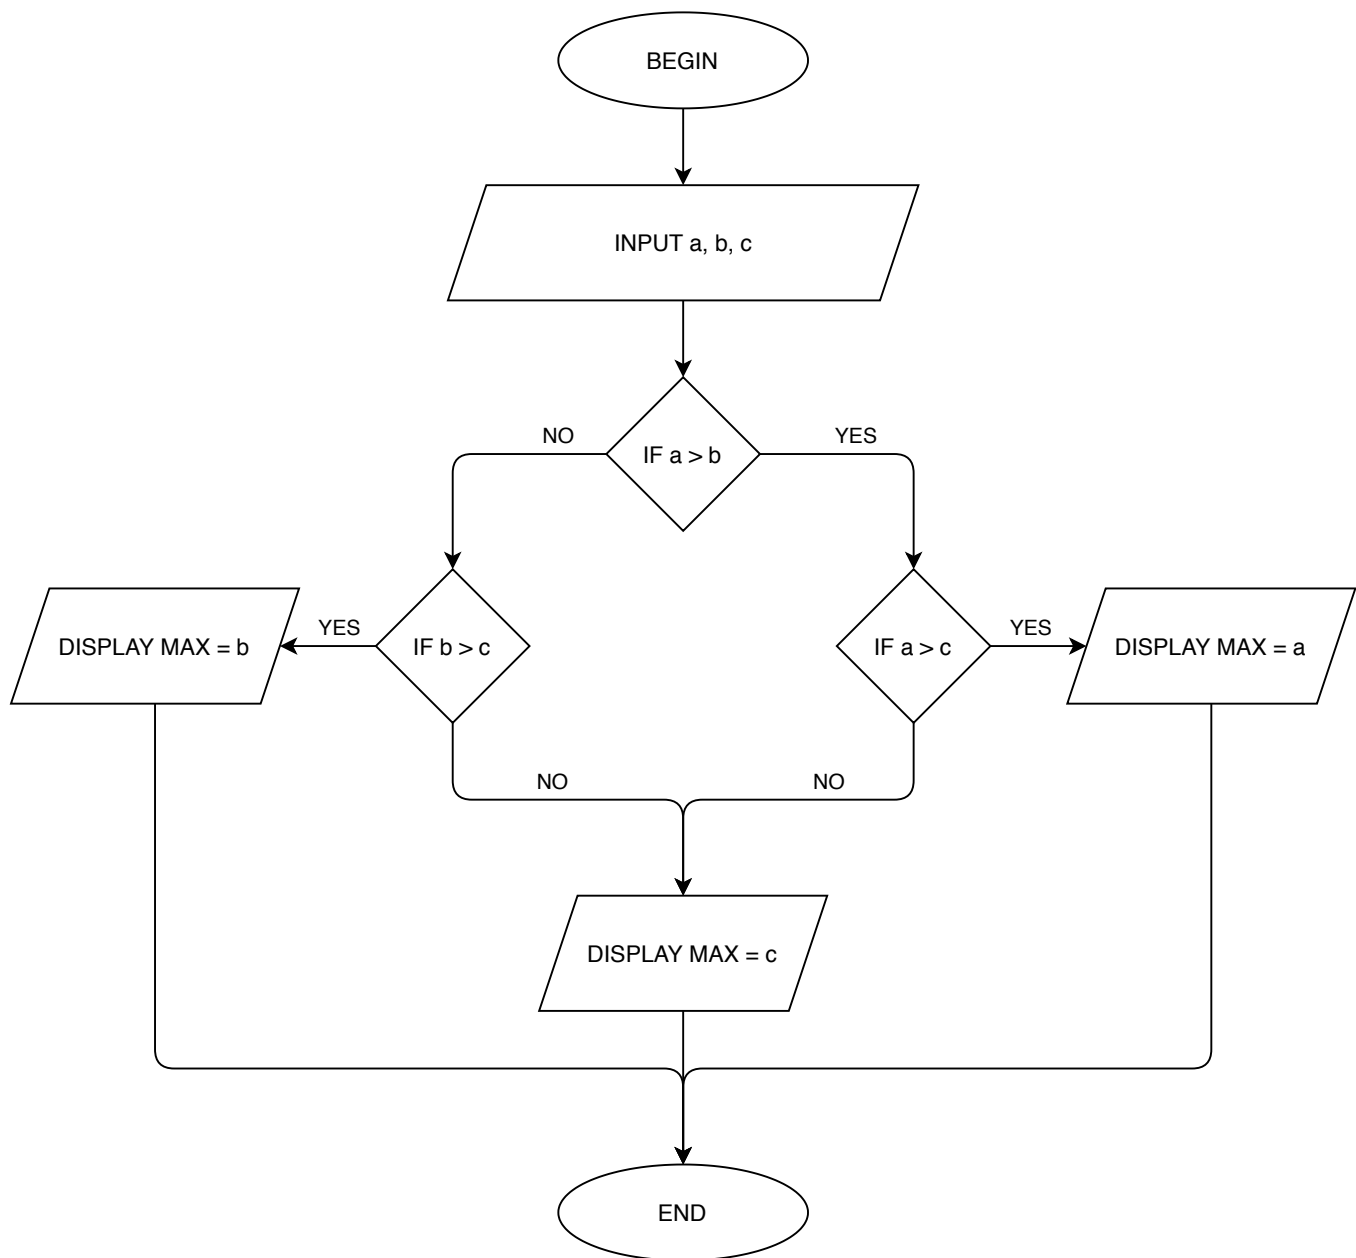 BEGIN
INPUT a, b, c
IF a > b
NO
YES
IF b > c
YES
DISPLAY MAX = b
IF a > c
YES
DISPLAY MAX = a
NO
NO
DISPLAY MAX = c
END